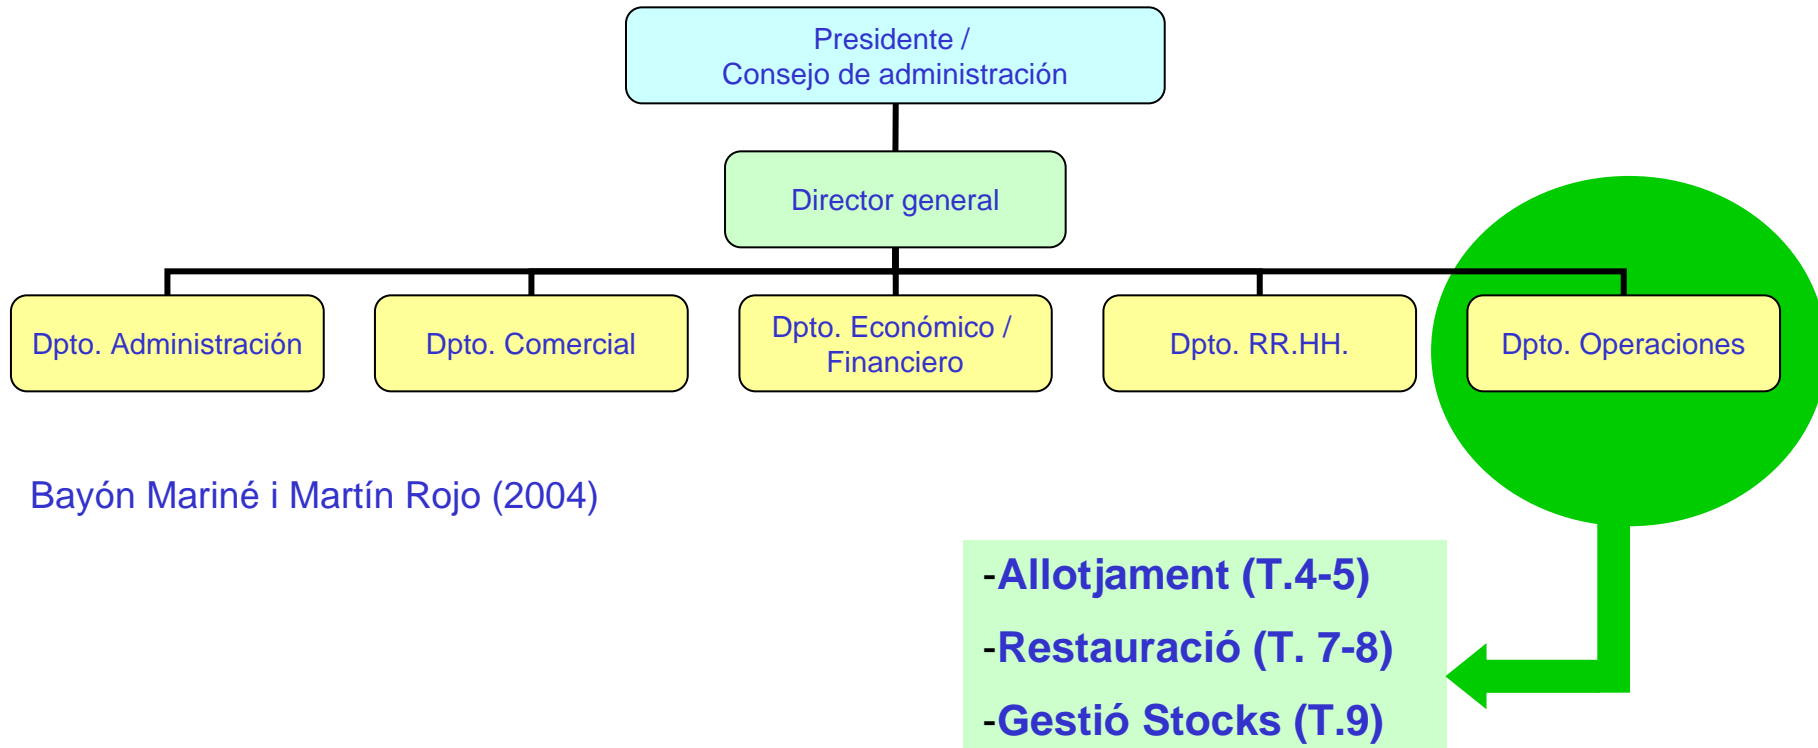 Presidente /
Consejo de administración
Director general
Dpto. Administración
Dpto. Comercial
Dpto. Económico /
Financiero
Dpto. RR.HH.
Dpto. Operaciones
Bayón Mariné i Martín Rojo (2004)
-Allotjament (T.4-5)
-Restauració (T. 7-8)
-Gestió Stocks (T.9)